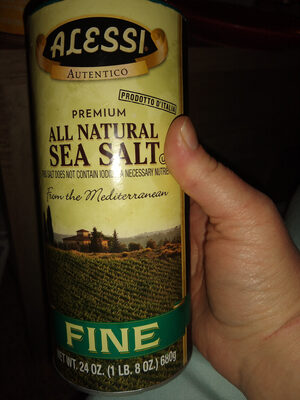 ALESSI
AUTENTICO
PRODOTTO D'ITALIA
PREMIUM
ALL NATURAL
SEA SALT
SALT DOES NOT CONTAIN IODIDE, A NECESSARY NUTRIENT
From the Mediterranean
FINE
NET WT. 24 OZ. (1 LB. 8 OZ.) 680g